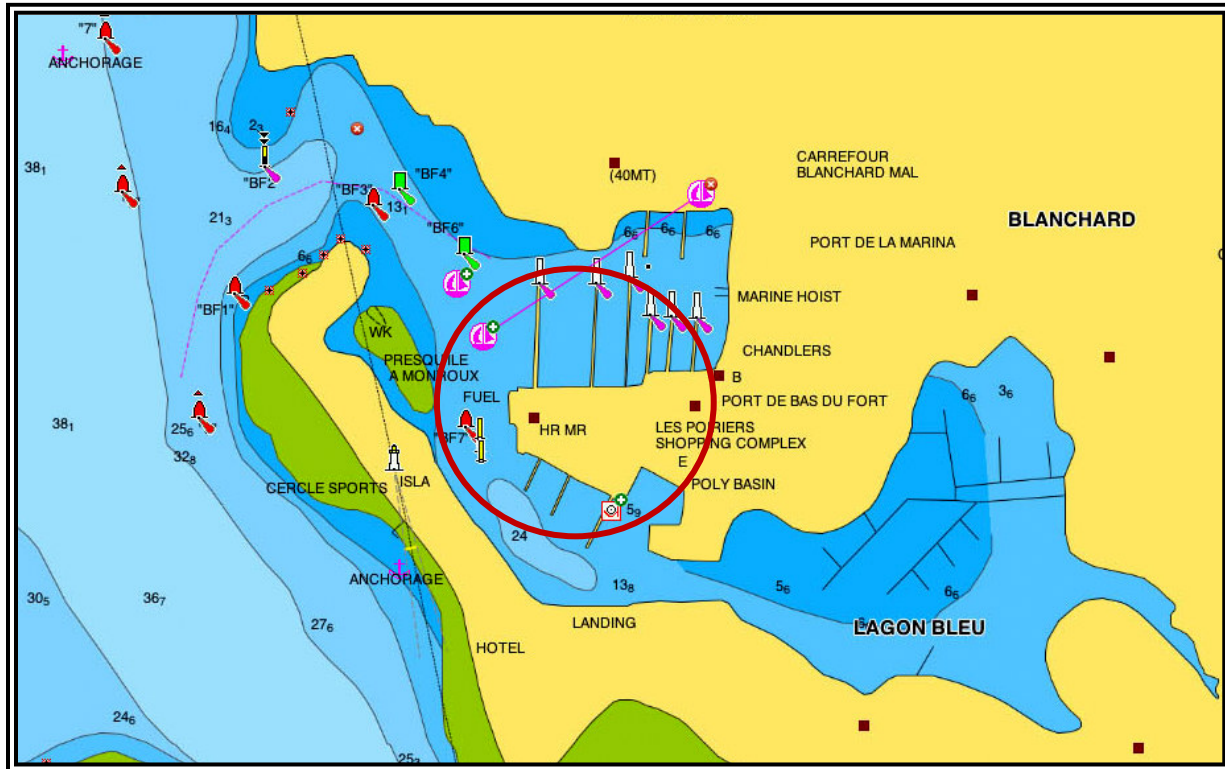 "7"
ANCHORAGE
16₄
2₃
38₁
"BF2"
"BF3"
"BF4"
13₁
(40MT)
CARREFOUR
BLANCHARD MAL
BLANCHARD
21₃
"BF6"
6₆
6₆
6₆
PORT DE LA MARINA
6₆
"BF1"
MARINE HOIST
WK
PRESQUILE
A MONROUX
CHANDLERS
B
FUEL
PORT DE BAS DU FORT
6₆
3₆
38₁
25₆
32₈
"BF7
HR MR
LES POIRIERS
SHOPPING COMPLEX
E
CERCLE SPORTS
ISLA
POLY BASIN
5₉
24
ANCHORAGE
30₅
36₇
13₈
5₆
6₆
27₆
LANDING
LAGON BLEU
HOTEL
24₆